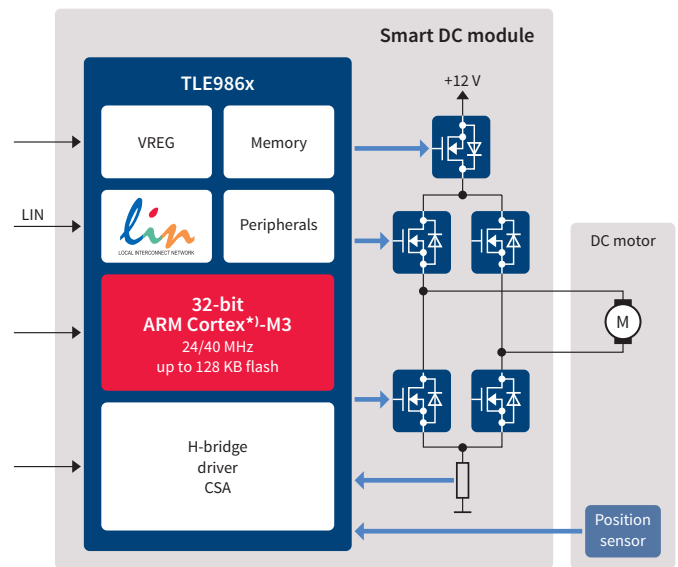 Smart DC module
TLE986x
+12 V
VREG
Memory
LIN
lin
LOCAL INTERCONNECT NETWORK
Peripherals
DC motor
32-bit
ARM Cortex*)-M3
24/40 MHz
up to 128 KB flash
M
H-bridge
driver
CSA
Position
sensor